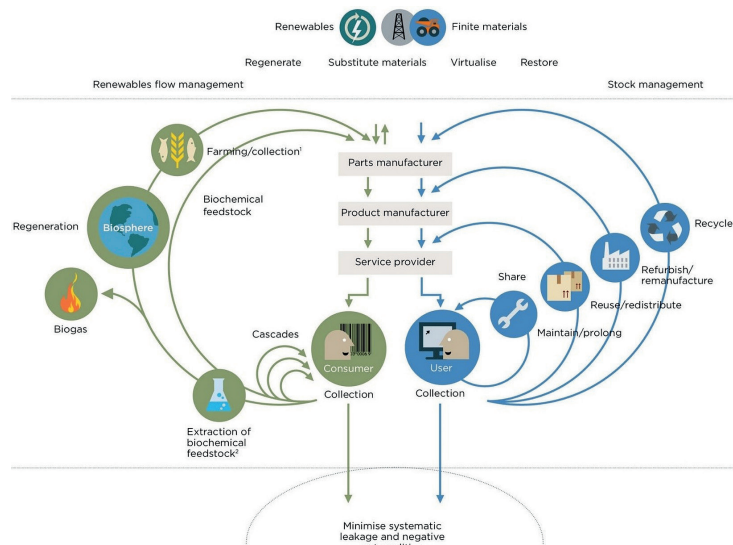 Renewables
Finite materials
Regenerate Substitute materials Virtualise Restore
Renewables flow management
Stock management
Farming/collection¹
Parts manufacturer
Biochemical
feedstock
Regeneration
Biosphere
Product manufacturer
Recycle
Service provider
Refurbish/
remanufacture
Share
Reuse/redistribute
Biogas
Cascades
Maintain/prolong
Consumer
User
Collection
Collection
Extraction of
biochemical
feedstock²
Minimise systematic
leakage and negative